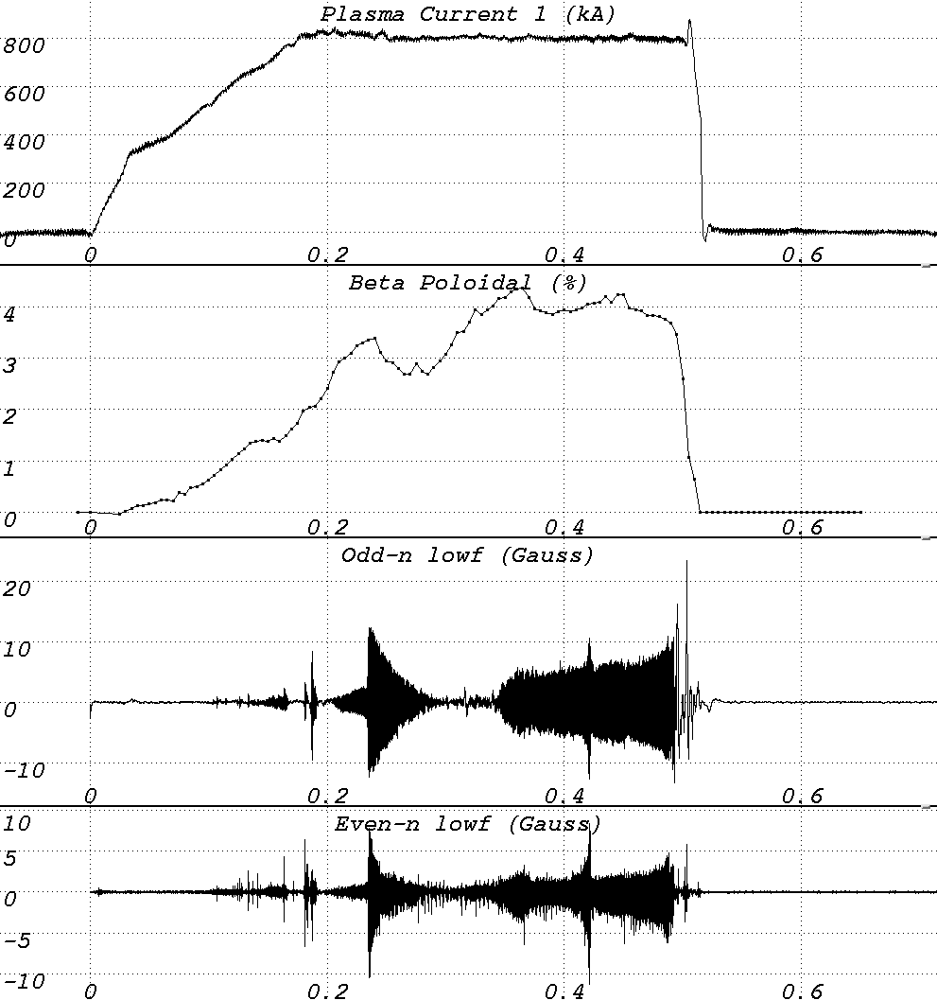 Plasma Current 1 (kA)
800
600
400
200
0
0 0.2 0.4 0.6
Beta Poloidal (%)
4
3
2
1
0
0 0.2 0.4 0.6
Odd-n lowf (Gauss)
20
10
0
-10
0 0.2 0.4 0.6
Even-n lowf (Gauss)
10
5
0
-5
-10
0 0.2 0.4 0.6